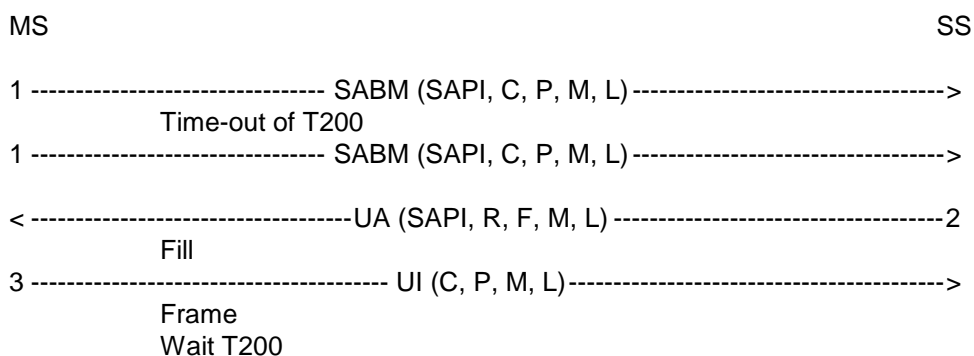 MS SS
1 --------------------------------- SABM (SAPI, C, P, M, L)----------------------------------->
Time-out of T200
1 --------------------------------- SABM (SAPI, C, P, M, L)----------------------------------->
< ------------------------------------UA (SAPI, R, F, M, L) -------------------------------------2
Fill
3 ---------------------------------------- UI (C, P, M, L)------------------------------------------>
Frame
Wait T200